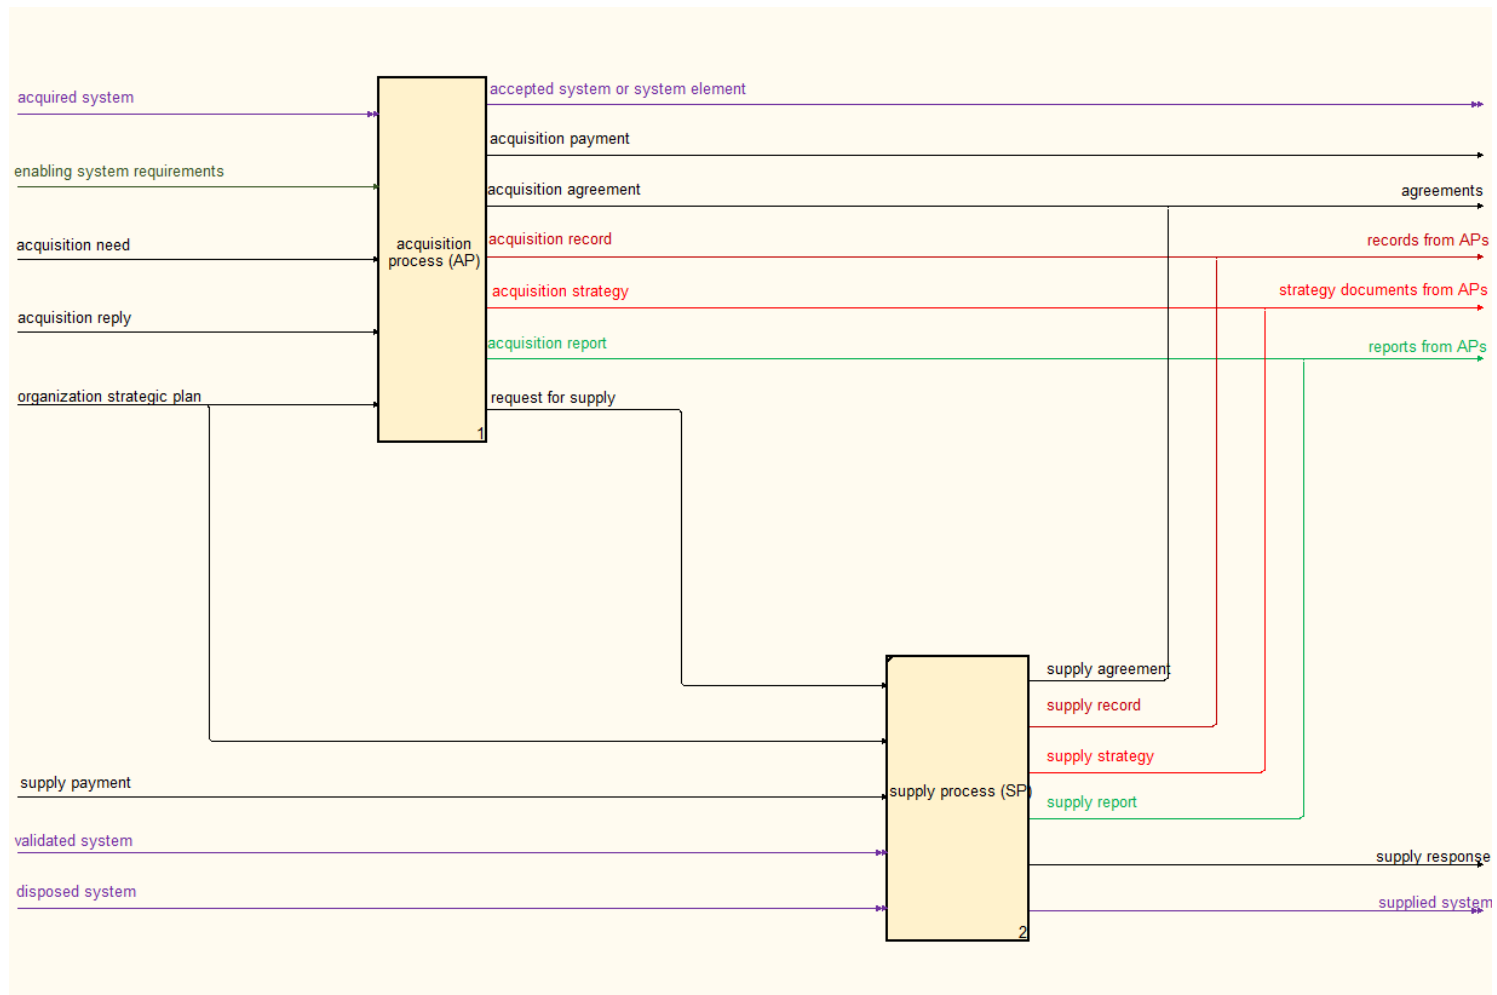 acquired system
accepted system or system element
acquisition payment
enabling system requirements
acquisition agreement
agreements
acquisition need
acquisition
process (AP)
acquisition record
records from APs
acquisition strategy
strategy documents from APs
acquisition reply
acquisition report
reports from APs
organization strategic plan
request for supply
1
supply agreement
supply record
supply strategy
supply payment
supply process (SP)
supply report
validated system
supply response
disposed system
supplied system
2